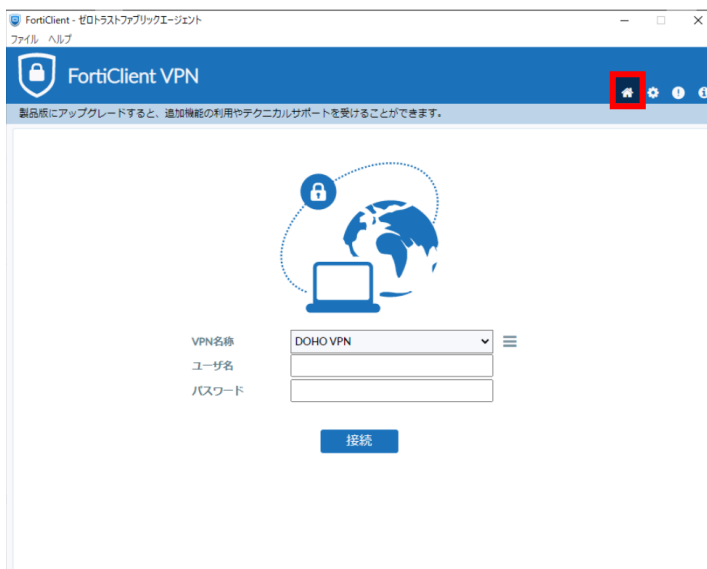 FortiClient - ゼロトラストファブリックエージェント
ファイル ヘルプ
FortiClient VPN
製品版にアップグレードすると、追加機能の利用やテクニカルサポートを受けることができます。
VPN名称 DOHO VPN
ユーザ名
パスワード
接続